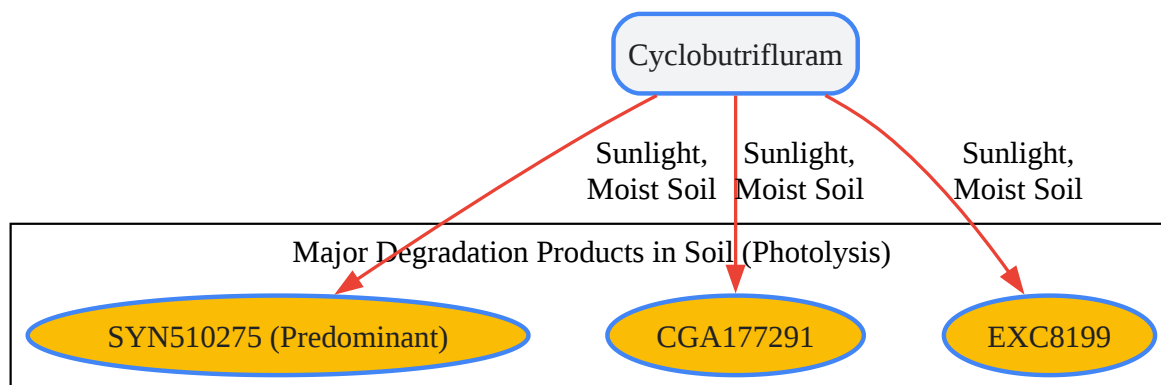 Cyclobutrifluram
Sunlight,
Moist Soil
Sunlight,
Moist Soil
Sunlight,
Moist Soil
Major Degradation Products in Soil (Photolysis)
SYN510275 (Predominant)
CGA177291
EXC8199